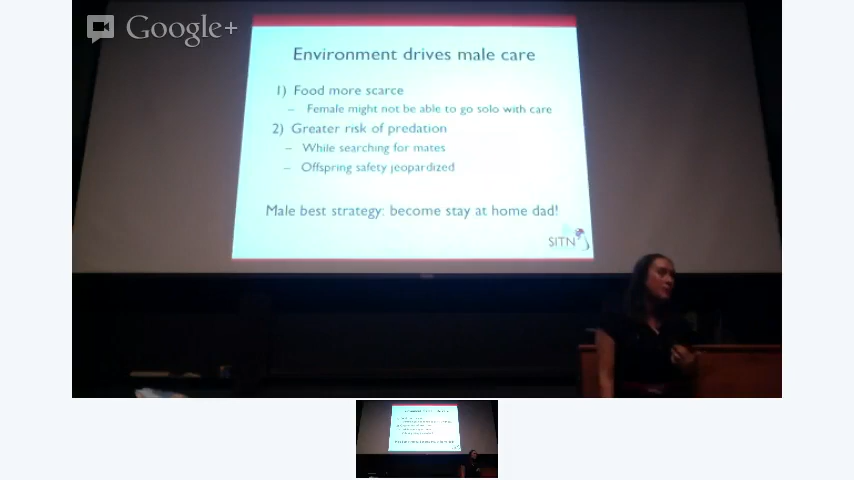 Google+
Environment drives male care
1) Food more scarce
– Female might not be able to go solo with care
2) Greater risk of predation
– While searching for mates
– Offspring safety jeopardized
Male best strategy: become stay at home dad!
SITN